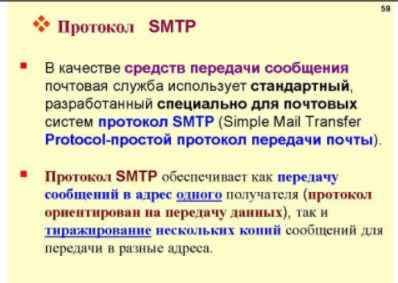 59
Протокол SMTP
В качестве средств передачи сообщения
почтовая служба использует стандартный,
разработанный специально для почтовых
систем протокол SMTP (Simple Mail Transfer
Protocol-простой протокол передачи почты).
Протокол SMTP обеспечивает как передачу
сообщений в адрес одного получателя (протокол
ориентирован на передачу данных), так и
тиражирование нескольких копий сообщений для
передачи в разные адреса.